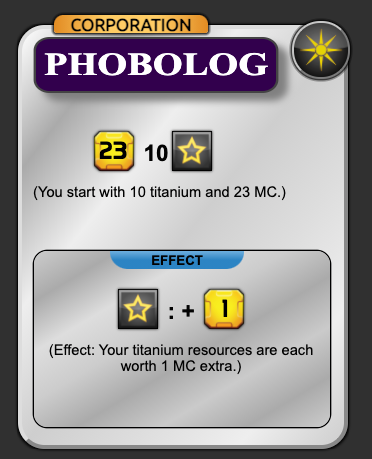 CORPORATION
PHOBOLOG
23 10
(You start with 10 titanium and 23 MC.)
EFFECT
: + 1
(Effect: Your titanium resources are each
worth 1 MC extra.)